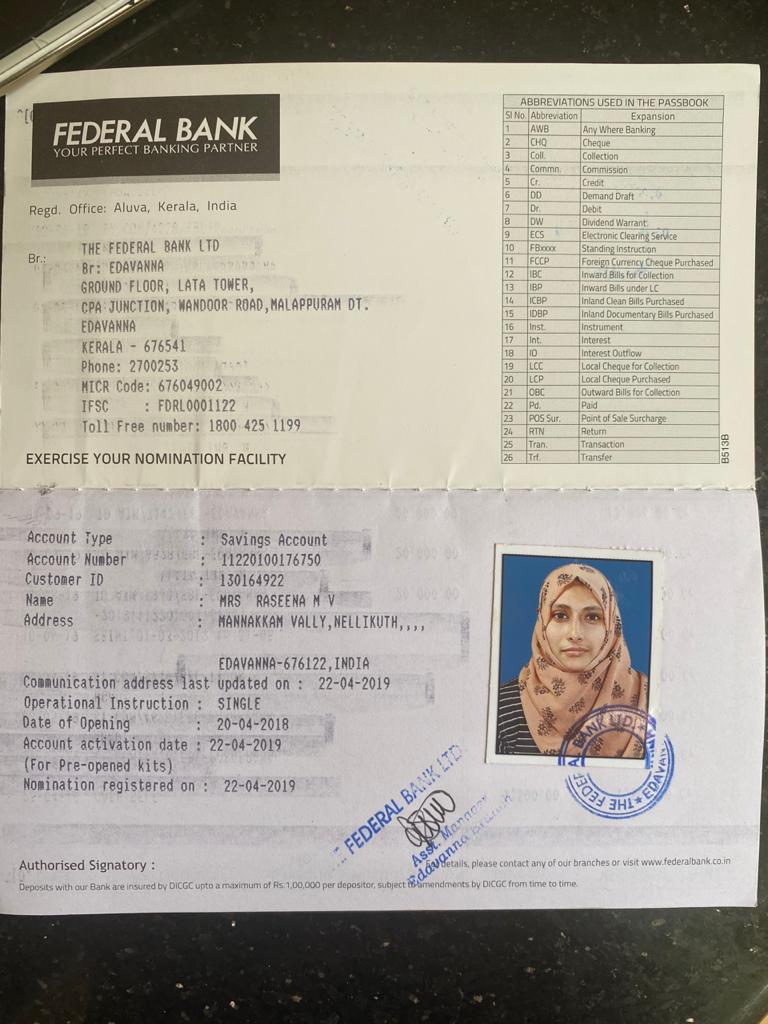 FEDERAL BANK
YOUR PERFECT BANKING PARTNER
Regd. Office: Aluva, Kerala, India
Br.: THE FEDERAL BANK LTD
Br: EDAVANNA
GROUND FLOOR, LATA TOWER,
CPA JUNCTION, WANDOOR ROAD,MALAPPURAM DT.
EDAVANNA
KERALA - 676541
Phone: 2700253
MICR Code: 676049002
IFSC : FDRL0001122
Toll Free number: 1800 425 1199
EXERCISE YOUR NOMINATION FACILITY
ABBREVIATIONS USED IN THE PASSBOOK
Sl No. Abbreviation Expansion
1 AWB Any Where Banking
2 CHQ Cheque
3 Coll. Collection
4 Commn. Commission
5 Cr. Credit
6 DD Demand Draft
7 Dr. Debit
8 DW Dividend Warrant
9 ECS Electronic Clearing Service
10 FBxxxx Standing Instruction
11 FCCP Foreign Currency Cheque Purchased
12 IBC Inward Bills for Collection
13 IBP Inward Bills under LC
14 ICBP Inland Clean Bills Purchased
15 IDBP Inland Documentary Bills Purchased
16 Inst. Instrument
17 Int. Interest
18 IO Interest Outflow
19 LCC Local Cheque for Collection
20 LCP Local Cheque Purchased
21 OBC Outward Bills for Collection
22 Pd. Paid
23 POS Sur. Point of Sale Surcharge
24 RTN Return
25 Tran. Transaction
26 Trf. Transfer
B513B
Account Type : Savings Account
Account Number : 11220100176750
Customer ID : 130164922
Name : MRS RASEENA M V
Address : MANNAKKAM VALLY,NELLIKUTH,,,,
EDAVANNA-676122,INDIA
Communication address last updated on : 22-04-2019
Operational Instruction : SINGLE
Date of Opening : 20-04-2018
Account activation date : 22-04-2019
(For Pre-opened kits)
Nomination registered on : 22-04-2019
BANK LTD. ★ EDAVANNA ★ THE FEDERAL
FEDERAL BANK LTD
Asst. Manager
Edavanna Branch
Authorised Signatory :
details, please contact any of our branches or visit www.federalbank.co.in
Deposits with our Bank are insured by DICGC upto a maximum of Rs.1,00,000 per depositor, subject to amendments by DICGC from time to time.